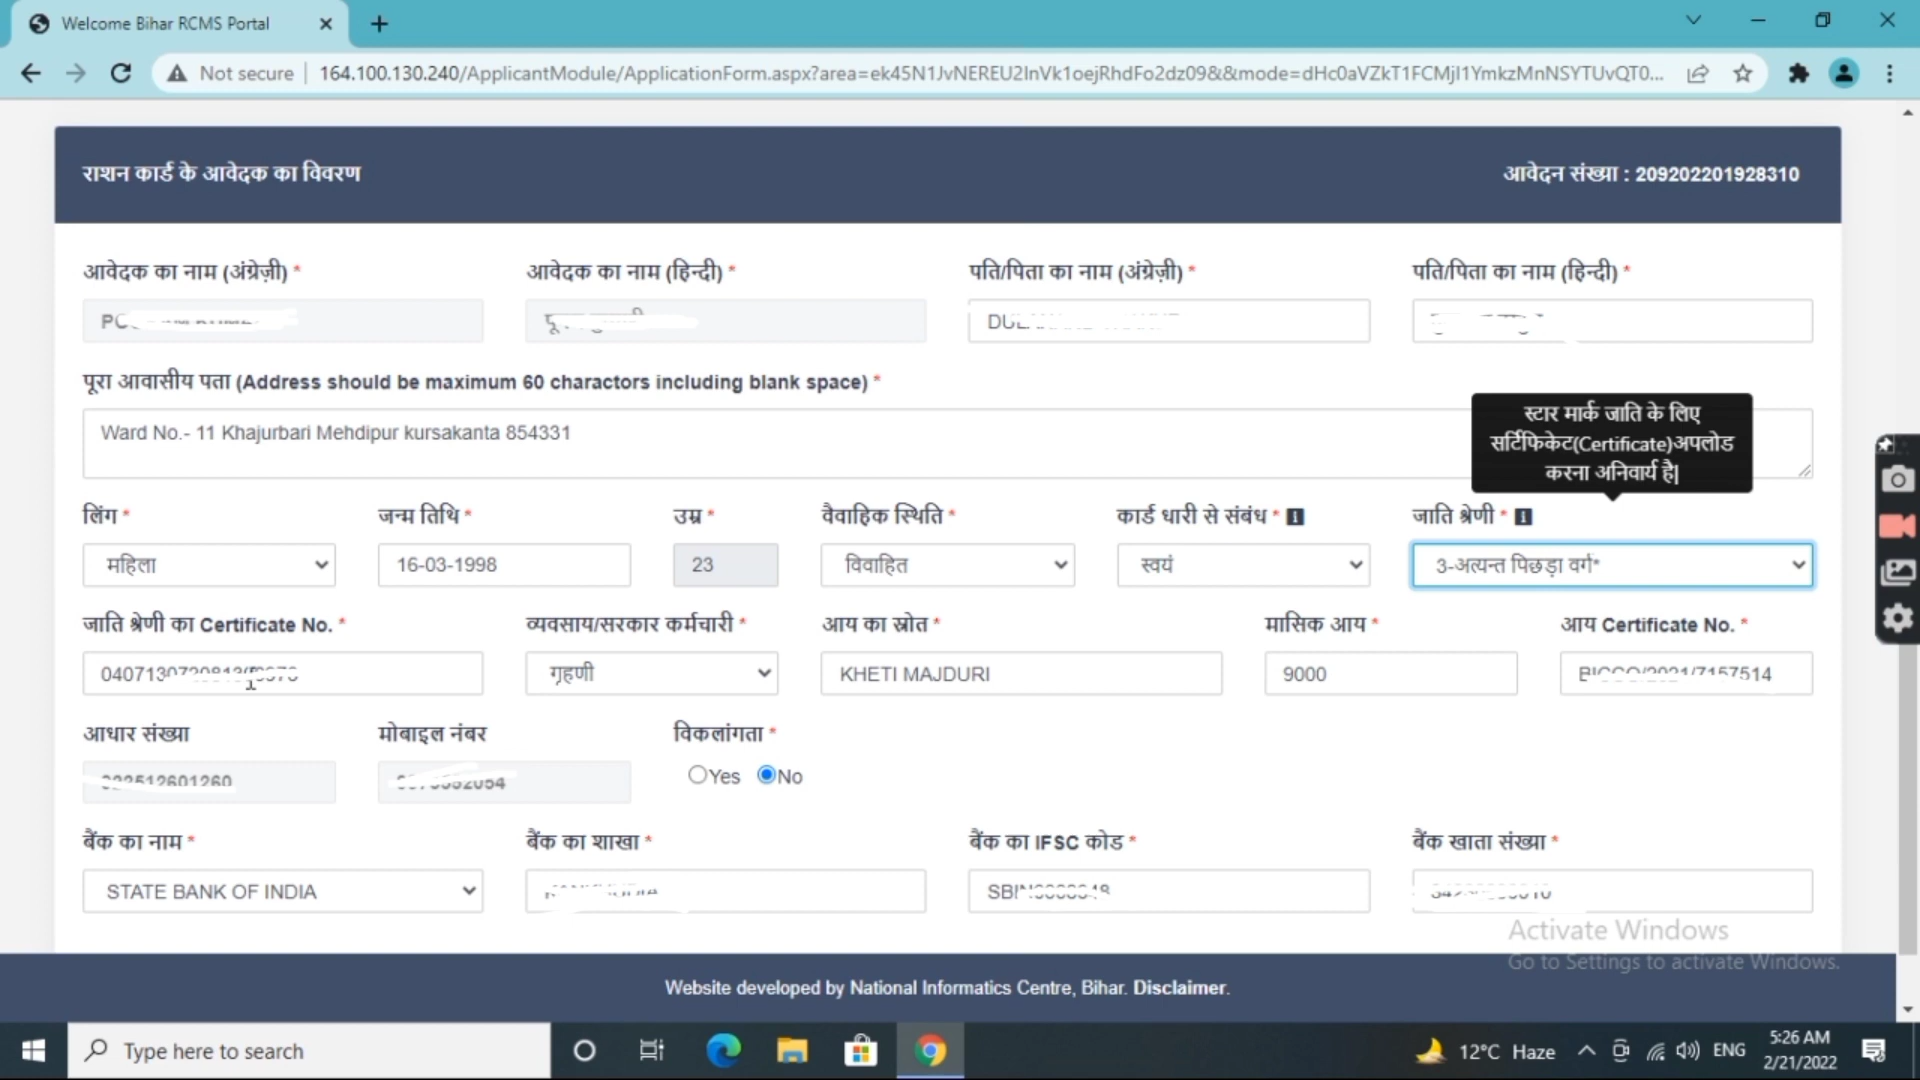 Welcome Bihar RCMS Portal
Not secure
164.100.130.240/ApplicantModule/ApplicationForm.aspx?area=ek45N1JvNEREU2lnVk1oejRhdFo2dz09&&mode=dHc0aVZkT1FCMjI1YmkzMnNSYTUvQT0...
राशन कार्ड के आवेदक का विवरण
आवेदन संख्या : 209202201928310
आवेदक का नाम (अंग्रेज़ी) *
आवेदक का नाम (हिन्दी) *
पति/पिता का नाम (अंग्रेज़ी) *
पति/पिता का नाम (हिन्दी) *
पूरा आवासीय पता (Address should be maximum 60 charactors including blank space) *
Ward No.- 11 Khajurbari Mehdipur kursakanta 854331
स्टार मार्क जाति के लिए
सर्टिफिकेट(Certificate)अपलोड
करना अनिवार्य है|
लिंग *
जन्म तिथि *
उम्र *
वैवाहिक स्थिति *
कार्ड धारी से संबंध *
जाति श्रेणी *
महिला
16-03-1998
23
विवाहित
स्वयं
3-अत्यन्त पिछड़ा वर्ग*
जाति श्रेणी का Certificate No. *
व्यवसाय/सरकार कर्मचारी *
आय का स्रोत *
मासिक आय *
आय Certificate No. *
गृहणी
KHETI MAJDURI
9000
आधार संख्या
मोबाइल नंबर
विकलांगता *
Yes
No
बैंक का नाम *
बैंक का शाखा *
बैंक का IFSC कोड *
बैंक खाता संख्या *
STATE BANK OF INDIA
Activate Windows
Go to Settings to activate Windows.
Website developed by National Informatics Centre, Bihar. Disclaimer.
Type here to search
12°C Haze
ENG
5:26 AM
2/21/2022